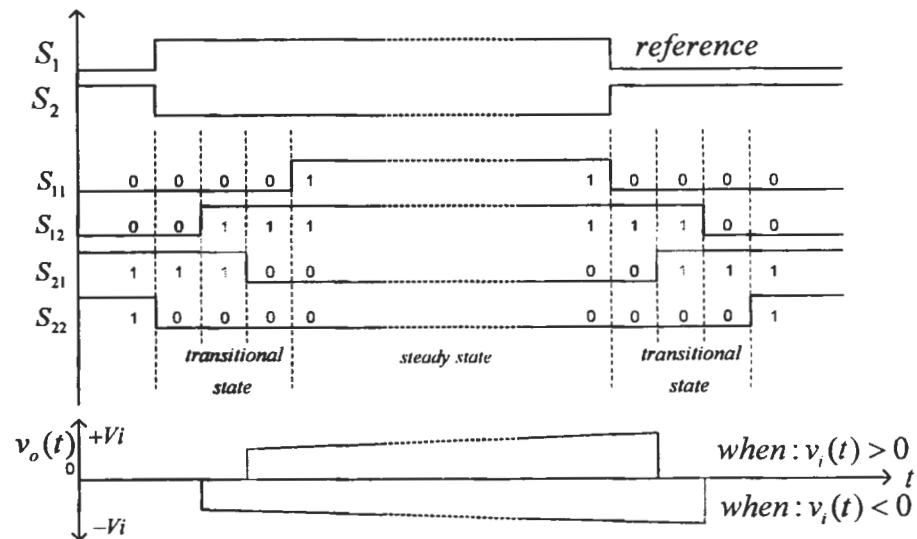 S₁ reference
S₂
S₁₁ 0 0 0 0 1 1 0 0 0 0
S₁₂ 0 0 1 1 1 1 1 1 0 0
S₂₁ 1 1 1 0 0 0 0 1 1 1
S₂₂ 1 0 0 0 0 0 0 0 0 1
transitional state steady state transitional state
+Vi
vₒ(t) when: vᵢ(t) > 0
0 t
when: vᵢ(t) < 0
−Vi